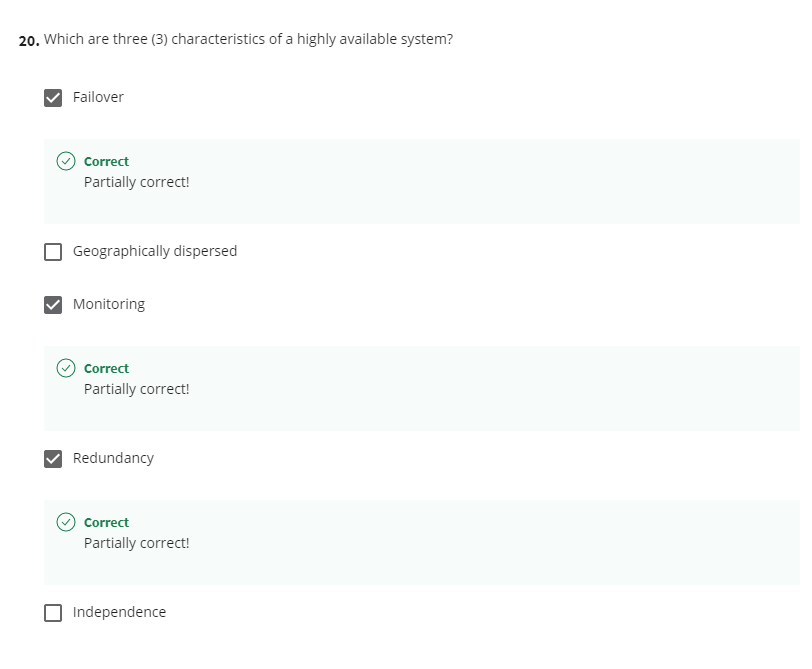 20. Which are three (3) characteristics of a highly available system?
Failover
Correct
Partially correct!
Geographically dispersed
Monitoring
Correct
Partially correct!
Redundancy
Correct
Partially correct!
Independence